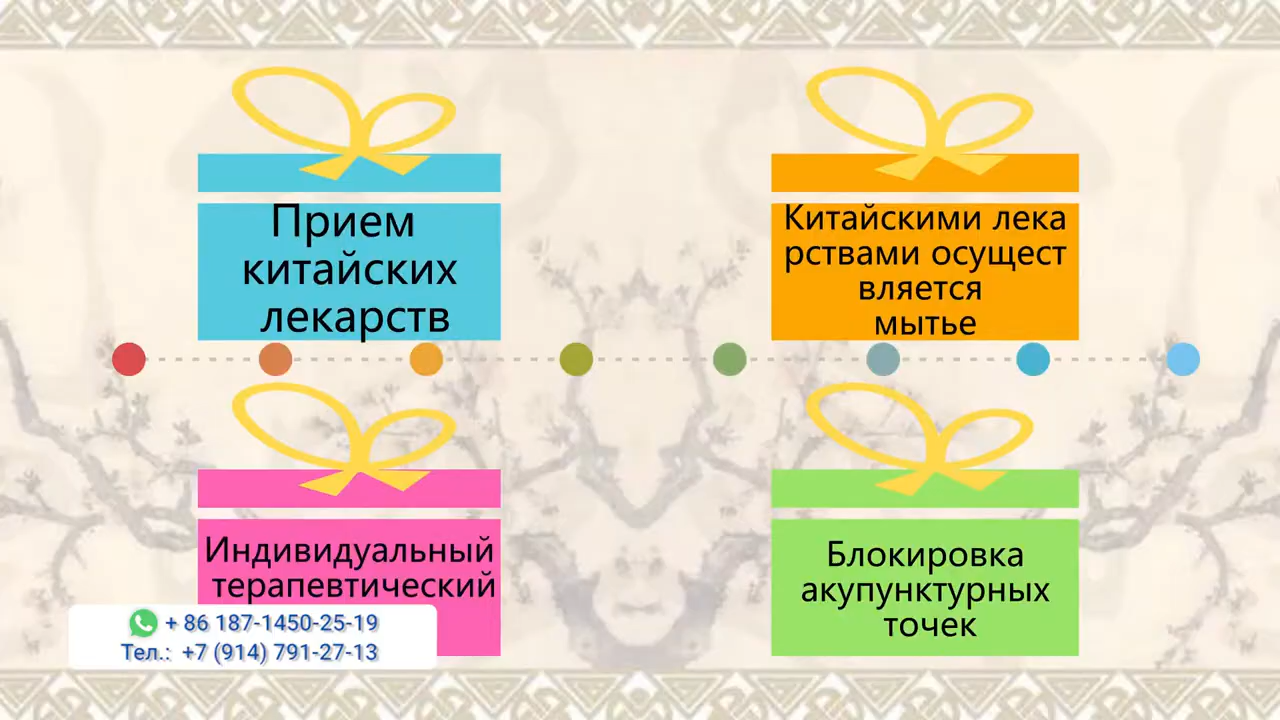 Прием
китайских
лекарств
Китайскими лека
рствами осущест
вляется
мытье
Индивидуальный
терапевтический
Блокировка
акупунктурных
точек
+ 86 187-1450-25-19
Тел.: +7 (914) 791-27-13